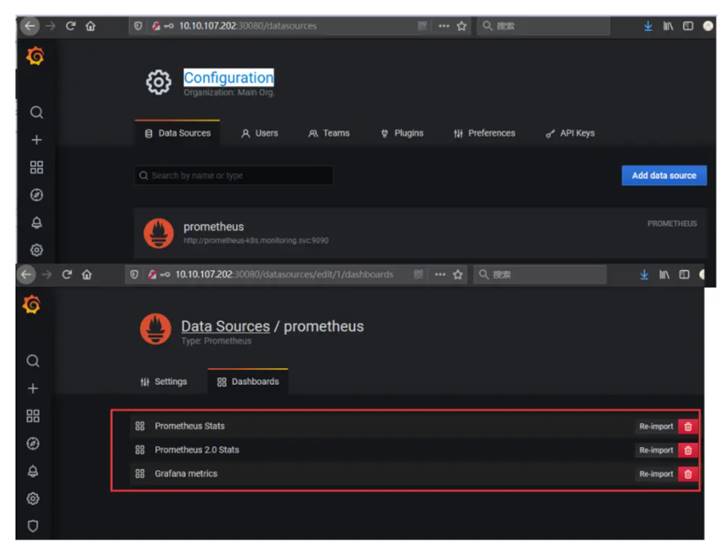 10.10.107.202:30080/datasources
搜索
Configuration
Organization: Main Org.
Data Sources
Users
Teams
Plugins
Preferences
API Keys
Search by name or type
Add data source
prometheus
PROMETHEUS
http://prometheus-k8s.monitoring.svc:9090
10.10.107.202:30080/datasources/edit/1/dashboards
搜索
Data Sources / prometheus
Type: Prometheus
Settings
Dashboards
Prometheus Stats
Re-import
Prometheus 2.0 Stats
Re-import
Grafana metrics
Re-import